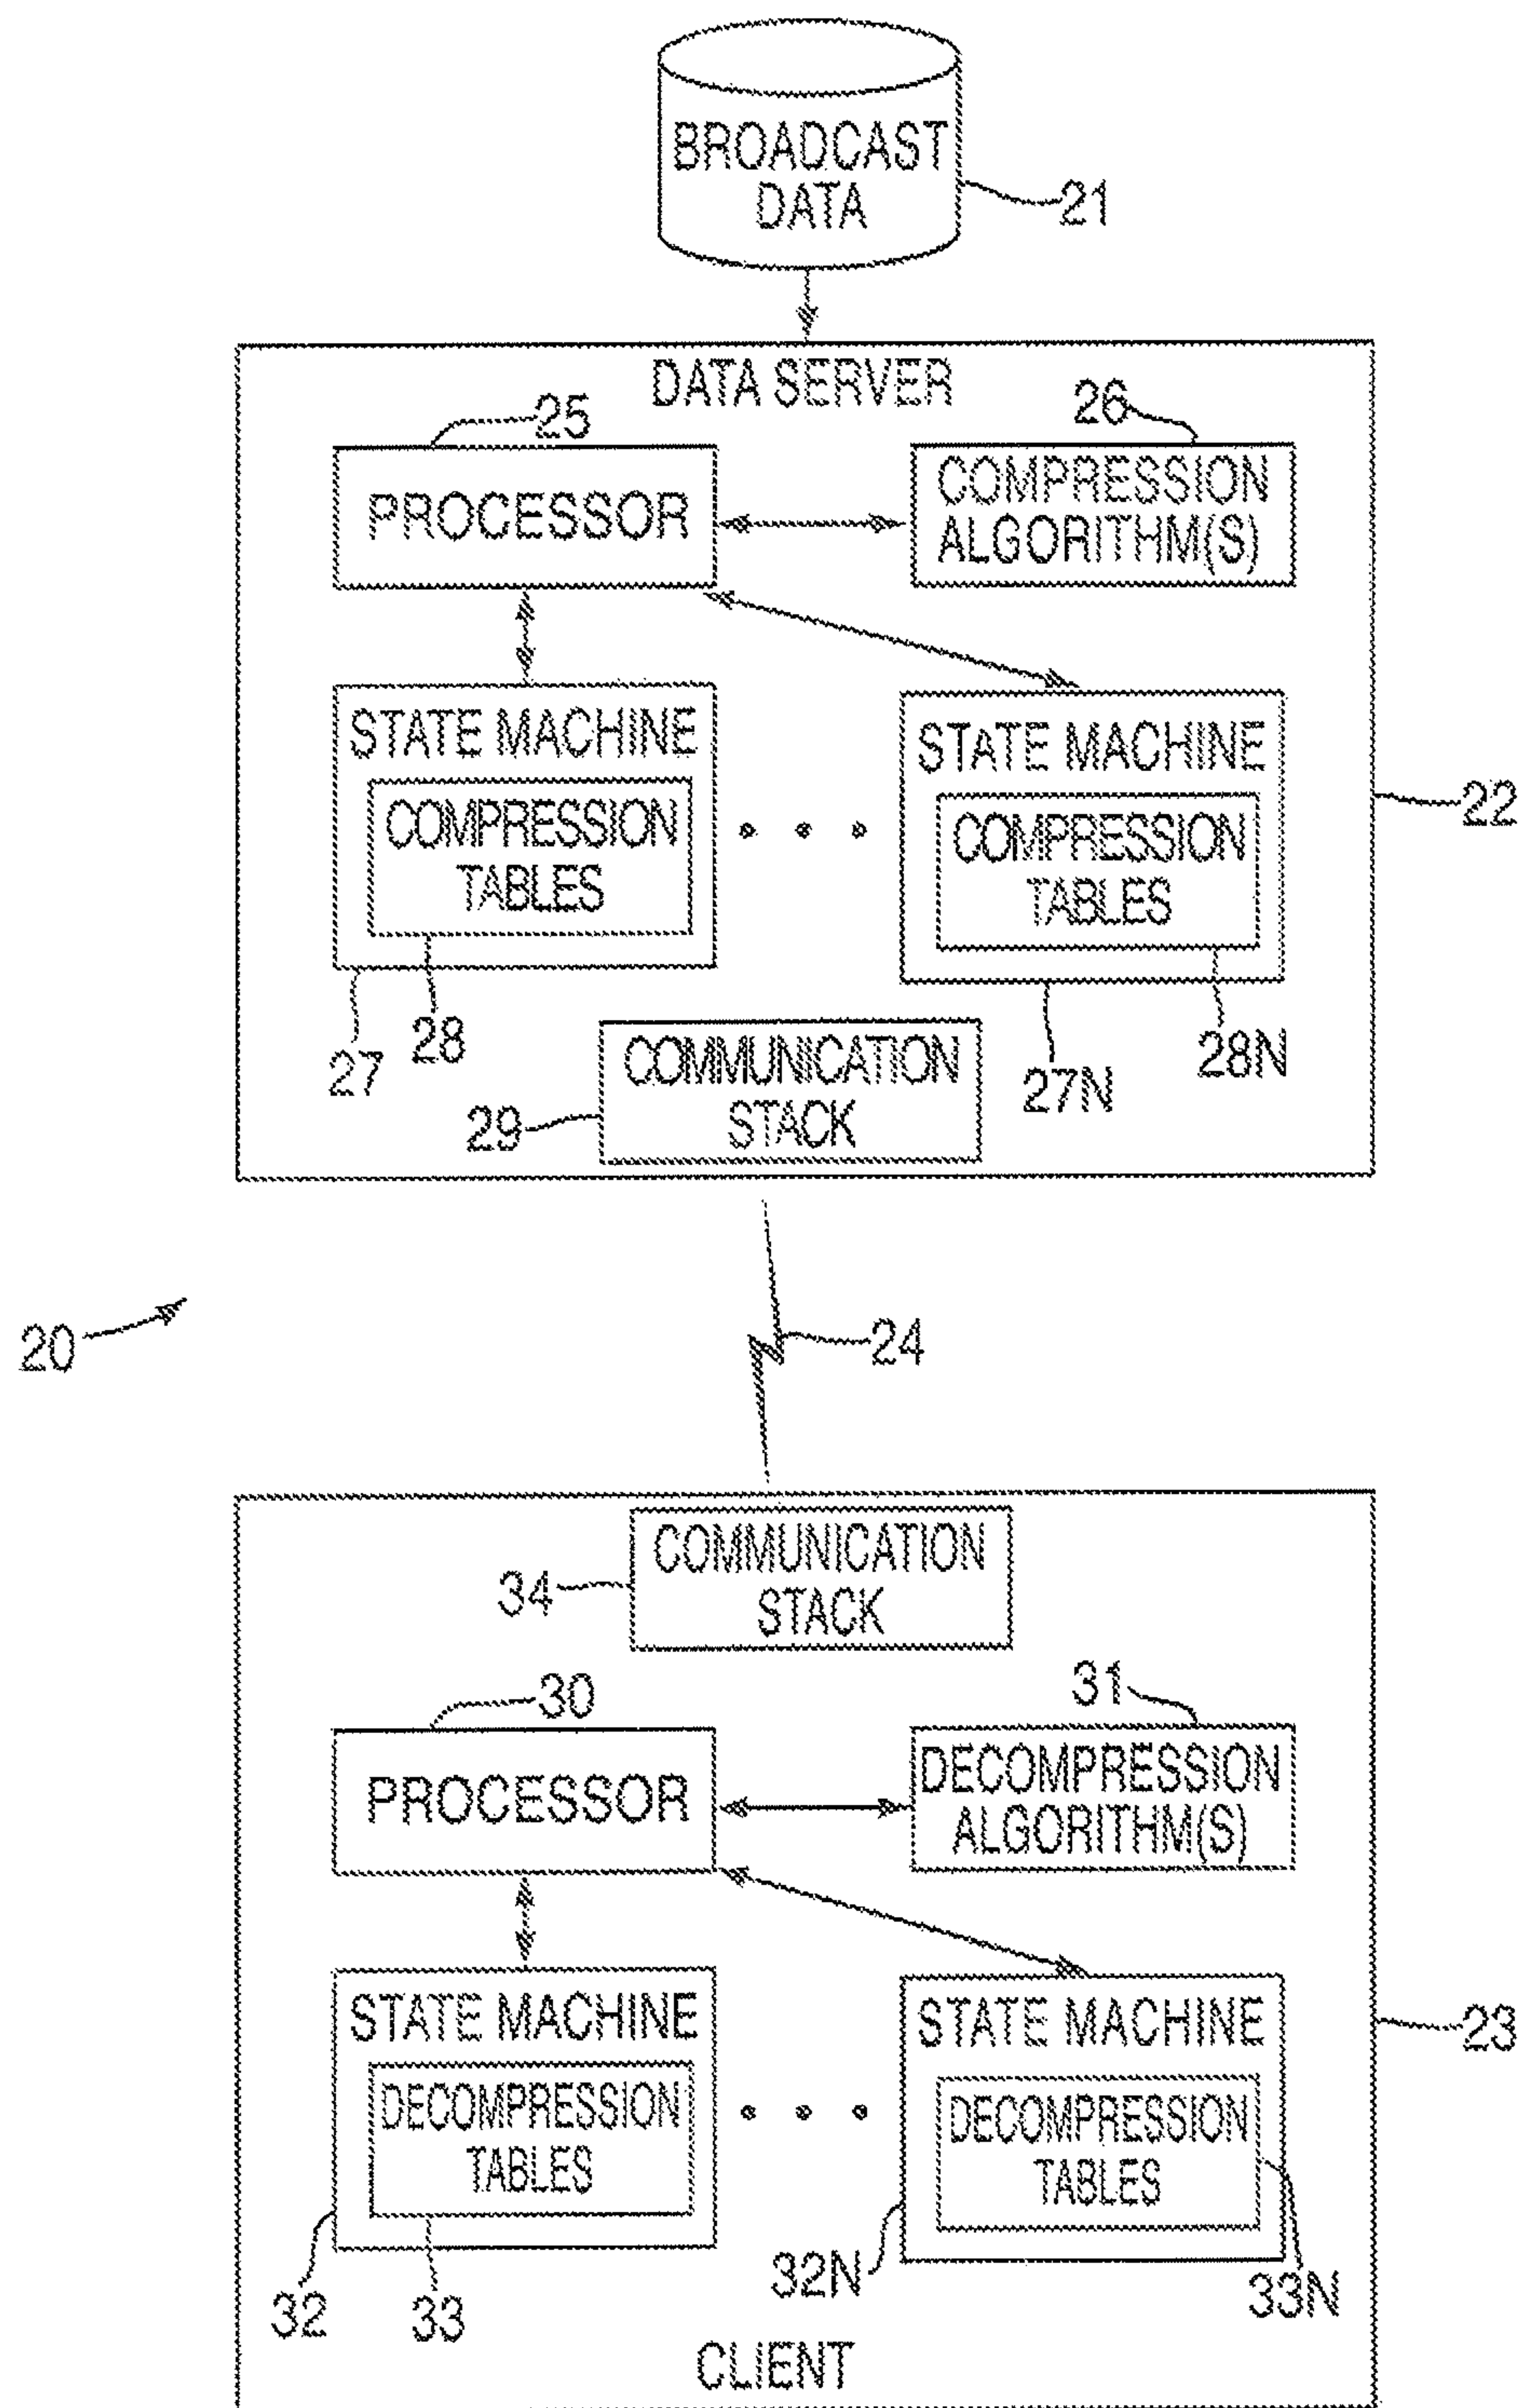 BROADCAST
DATA
21
DATA SERVER
25
26
PROCESSOR
COMPRESSION
ALGORITHM(S)
STATE MACHINE
COMPRESSION
TABLES
STATE MACHINE
COMPRESSION
TABLES
22
27
28
27N
28N
COMMUNICATION
STACK
29
20
24
COMMUNICATION
STACK
34
30
31
PROCESSOR
DECOMPRESSION
ALGORITHM(S)
STATE MACHINE
DECOMPRESSION
TABLES
STATE MACHINE
DECOMPRESSION
TABLES
23
32
33
32N
33N
CLIENT